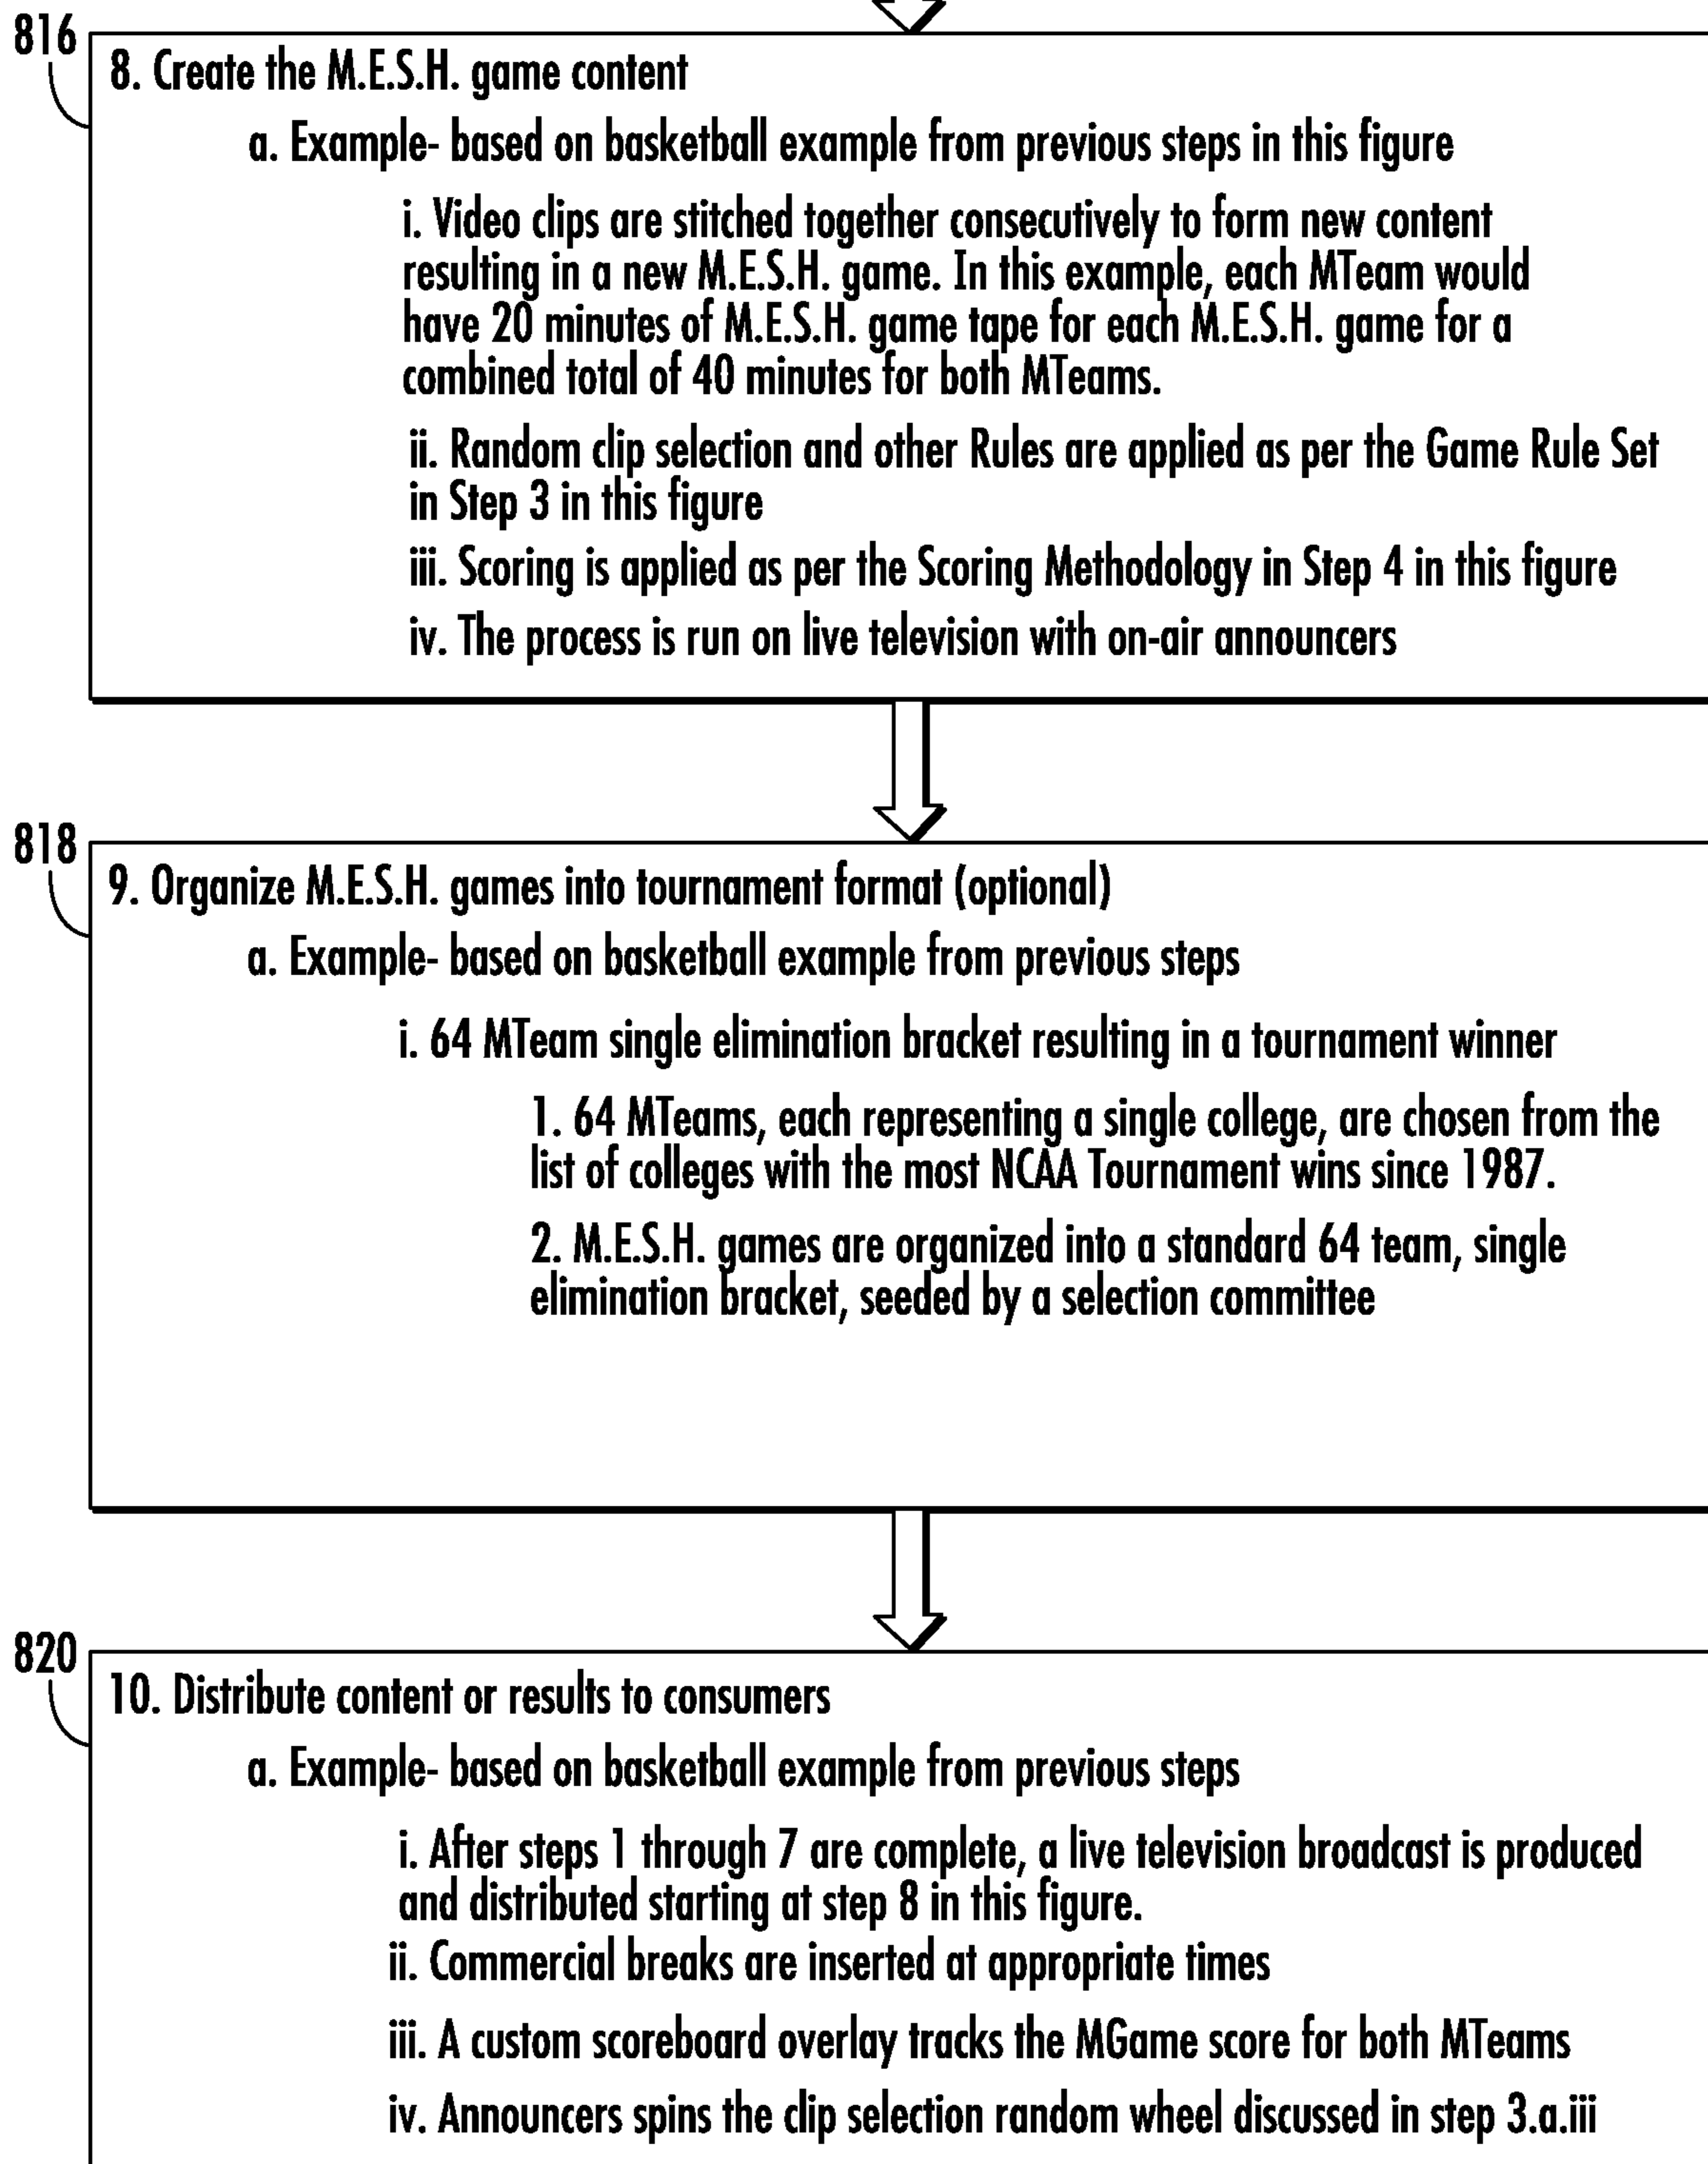 816
8. Create the M.E.S.H. game content
a. Example- based on basketball example from previous steps in this figure
i. Video clips are stitched together consecutively to form new content
resulting in a new M.E.S.H. game. In this example, each MTeam would
have 20 minutes of M.E.S.H. game tape for each M.E.S.H. game for a
combined total of 40 minutes for both MTeams.
ii. Random clip selection and other Rules are applied as per the Game Rule Set
in Step 3 in this figure
iii. Scoring is applied as per the Scoring Methodology in Step 4 in this figure
iv. The process is run on live television with on-air announcers
818
9. Organize M.E.S.H. games into tournament format (optional)
a. Example- based on basketball example from previous steps
i. 64 MTeam single elimination bracket resulting in a tournament winner
1. 64 MTeams, each representing a single college, are chosen from the
list of colleges with the most NCAA Tournament wins since 1987.
2. M.E.S.H. games are organized into a standard 64 team, single
elimination bracket, seeded by a selection committee
820
10. Distribute content or results to consumers
a. Example- based on basketball example from previous steps
i. After steps 1 through 7 are complete, a live television broadcast is produced
and distributed starting at step 8 in this figure.
ii. Commercial breaks are inserted at appropriate times
iii. A custom scoreboard overlay tracks the MGame score for both MTeams
iv. Announcers spins the clip selection random wheel discussed in step 3.a.iii